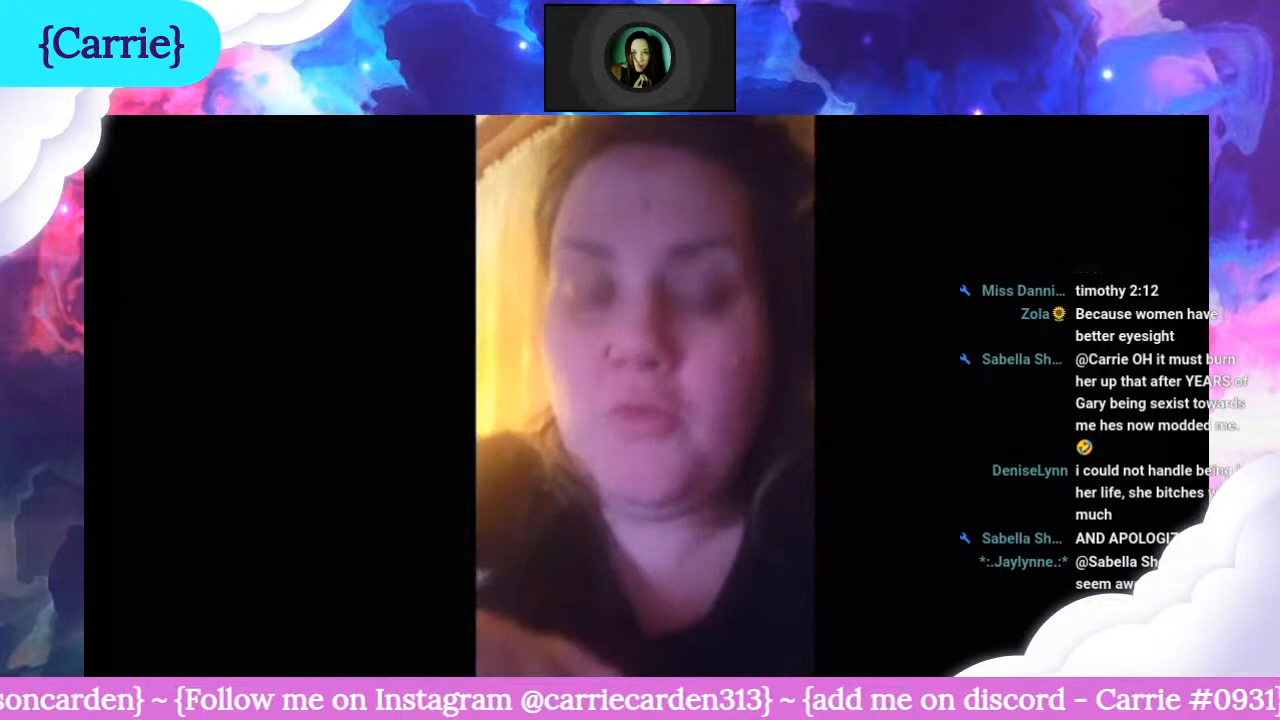 {Carrie}
Miss Danni... timothy 2:12
Zola🌻 Because women have
better eyesight
Sabella Sh... @Carrie OH it must burn
her up that after YEARS of
Gary being sexist towards
me hes now modded me.
🤣
DeniseLynn i could not handle being
her life, she bitches
much
Sabella Sh... AND
*:.Jaylynne.:* @Sabella
seem
soncarden} ~ {Follow me on Instagram @carriecarden313} ~ {add me on discord - Carrie #0931}